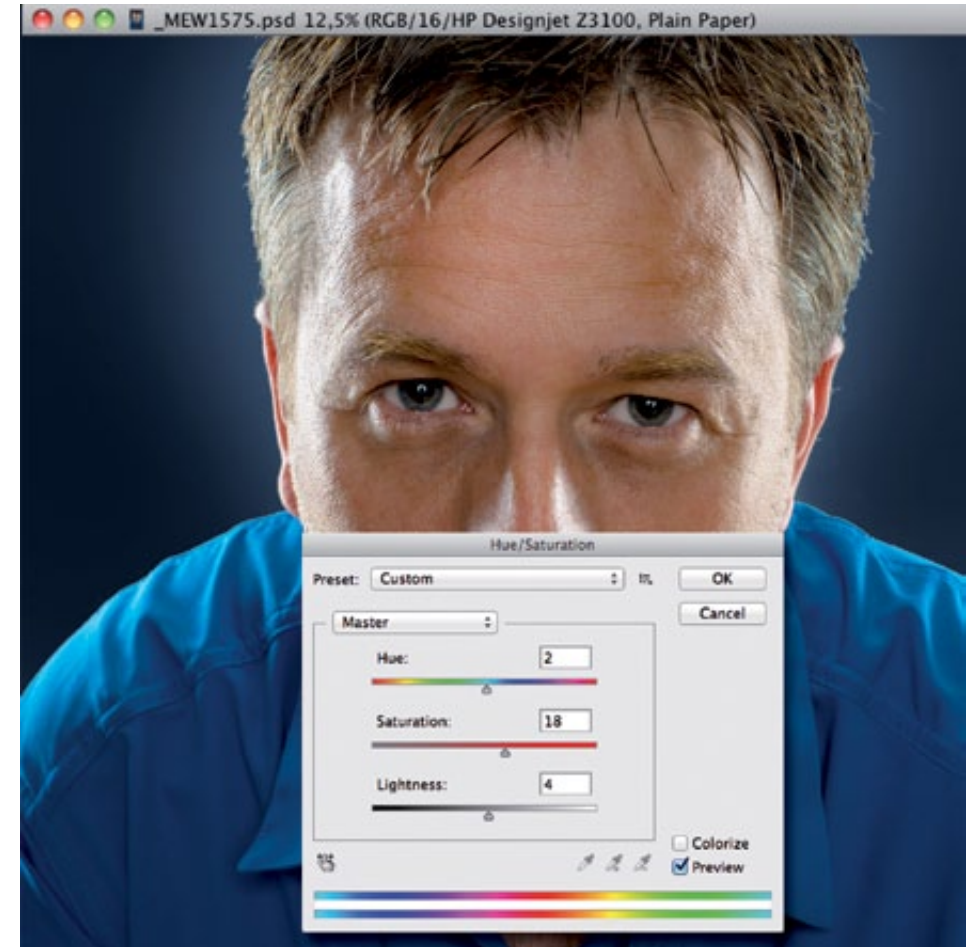 _MEW1575.psd 12,5% (RGB/16/HP Designjet Z3100, Plain Paper)
Hue/Saturation
Preset: Custom
OK
Cancel
Master
Hue: 2
Saturation: 18
Lightness: 4
Colorize
Preview